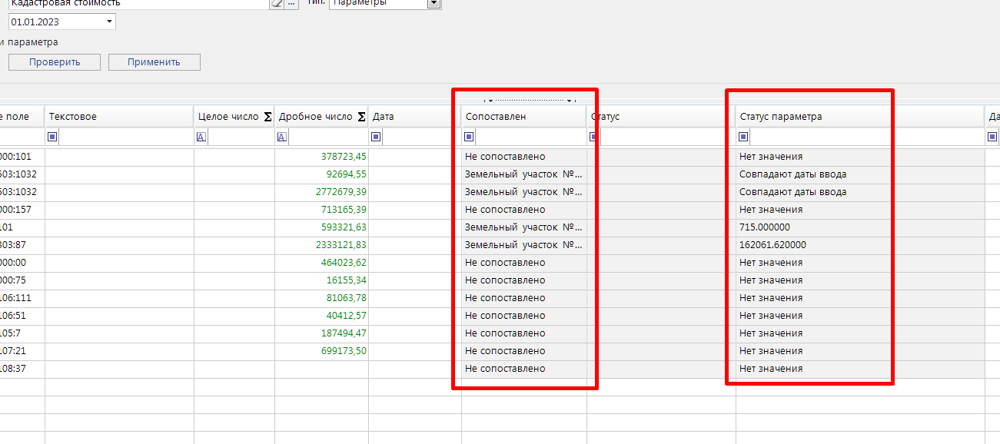 Кадастровая стоимость ... Тип: Параметры
01.01.2023
и параметра
Проверить Применить
е поле Текстовое Целое число Σ Дробное число Σ Дата Сопоставлен Статус Статус параметра Да
A A
000:101 378723,45 Не сопоставлено Нет значения
503:1032 92694,55 Земельный участок №... Совпадают даты ввода
503:1032 2772679,39 Земельный участок №... Совпадают даты ввода
000:157 713165,39 Не сопоставлено Нет значения
101 593321,63 Земельный участок №... 715.000000
303:87 2333121,83 Земельный участок №... 162061.620000
000:00 464023,62 Не сопоставлено Нет значения
000:75 16155,34 Не сопоставлено Нет значения
106:111 81063,78 Не сопоставлено Нет значения
106:51 40412,57 Не сопоставлено Нет значения
105:7 187494,47 Не сопоставлено Нет значения
107:21 699173,50 Не сопоставлено Нет значения
108:37 Не сопоставлено Нет значения